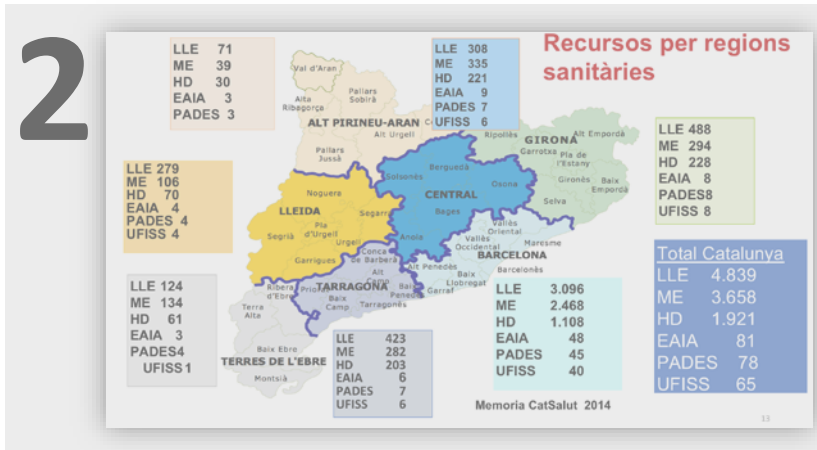 2
Recursos per regions
sanitàries
LLE 71
ME 39
HD 30
EAIA 3
PADES 3
LLE 308
ME 335
HD 221
EAIA 9
PADES 7
UFISS 6
LLE 488
ME 294
HD 228
EAIA 8
PADES8
UFISS 8
LLE 279
ME 106
HD 70
EAIA 4
PADES 4
UFISS 4
LLE 124
ME 134
HD 61
EAIA 3
PADES4
UFISS1
LLE 423
ME 282
HD 203
EAIA 6
PADES 7
UFISS 6
LLE 3.096
ME 2.468
HD 1.108
EAIA 48
PADES 45
UFISS 40
Total Catalunya
LLE 4.839
ME 3.658
HD 1.921
EAIA 81
PADES 78
UFISS 65
Val d'Aran
Alta
Ribagorça
Pallars
Sobirà
ALT PIRINEU-ARAN
Alt Urgell
Pallars
Jussà
Ripollès
GIRONA
Alt Empordà
Garrotxa
Pla de
l'Estany
Gironès
Baix
Empordà
Selva
Berguedà
Solsonès
CENTRAL
Osona
Bages
Anoia
Noguera
LLEIDA
Segarra
Pla
d'Urgell
Segrià
Urgell
Garrigues
Vallès
Oriental
Vallès
Occidental
Maresme
BARCELONA
Barcelonès
Alt Penedès
Baix
Llobregat
Garraf
Conca
de Barberà
Alt
Camp
Priorat
TARRAGONA
Baix
Camp
Tarragonès
Baix
Penedès
Ribera
d'Ebre
Terra
Alta
Baix Ebre
TERRES DE L'EBRE
Montsià
Memoria CatSalut 2014
13